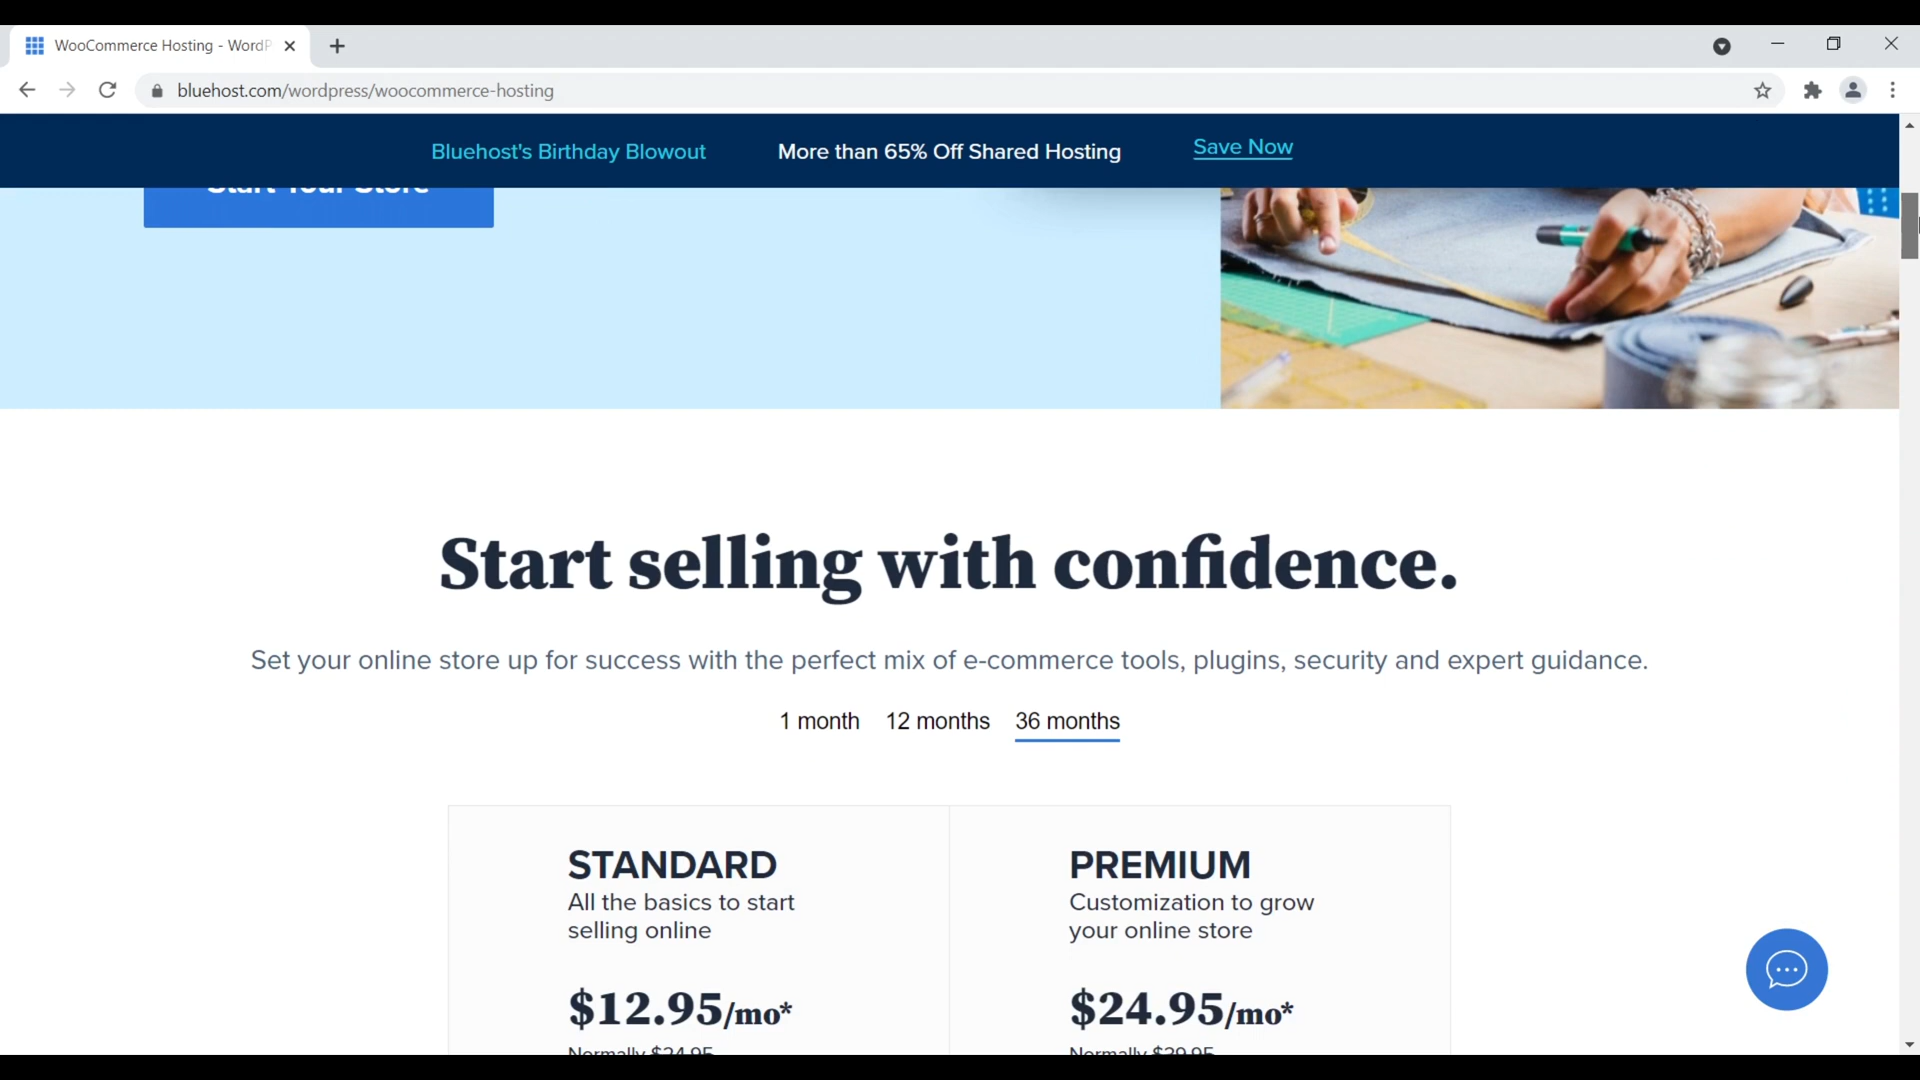 WooCommerce Hosting - WordP
bluehost.com/wordpress/woocommerce-hosting
Bluehost's Birthday Blowout More than 65% Off Shared Hosting Save Now
Start Your Store
Start selling with confidence.
Set your online store up for success with the perfect mix of e-commerce tools, plugins, security and expert guidance.
1 month 12 months 36 months
STANDARD
All the basics to start
selling online
$12.95/mo*
Normally $24.95
PREMIUM
Customization to grow
your online store
$24.95/mo*
Normally $39.95